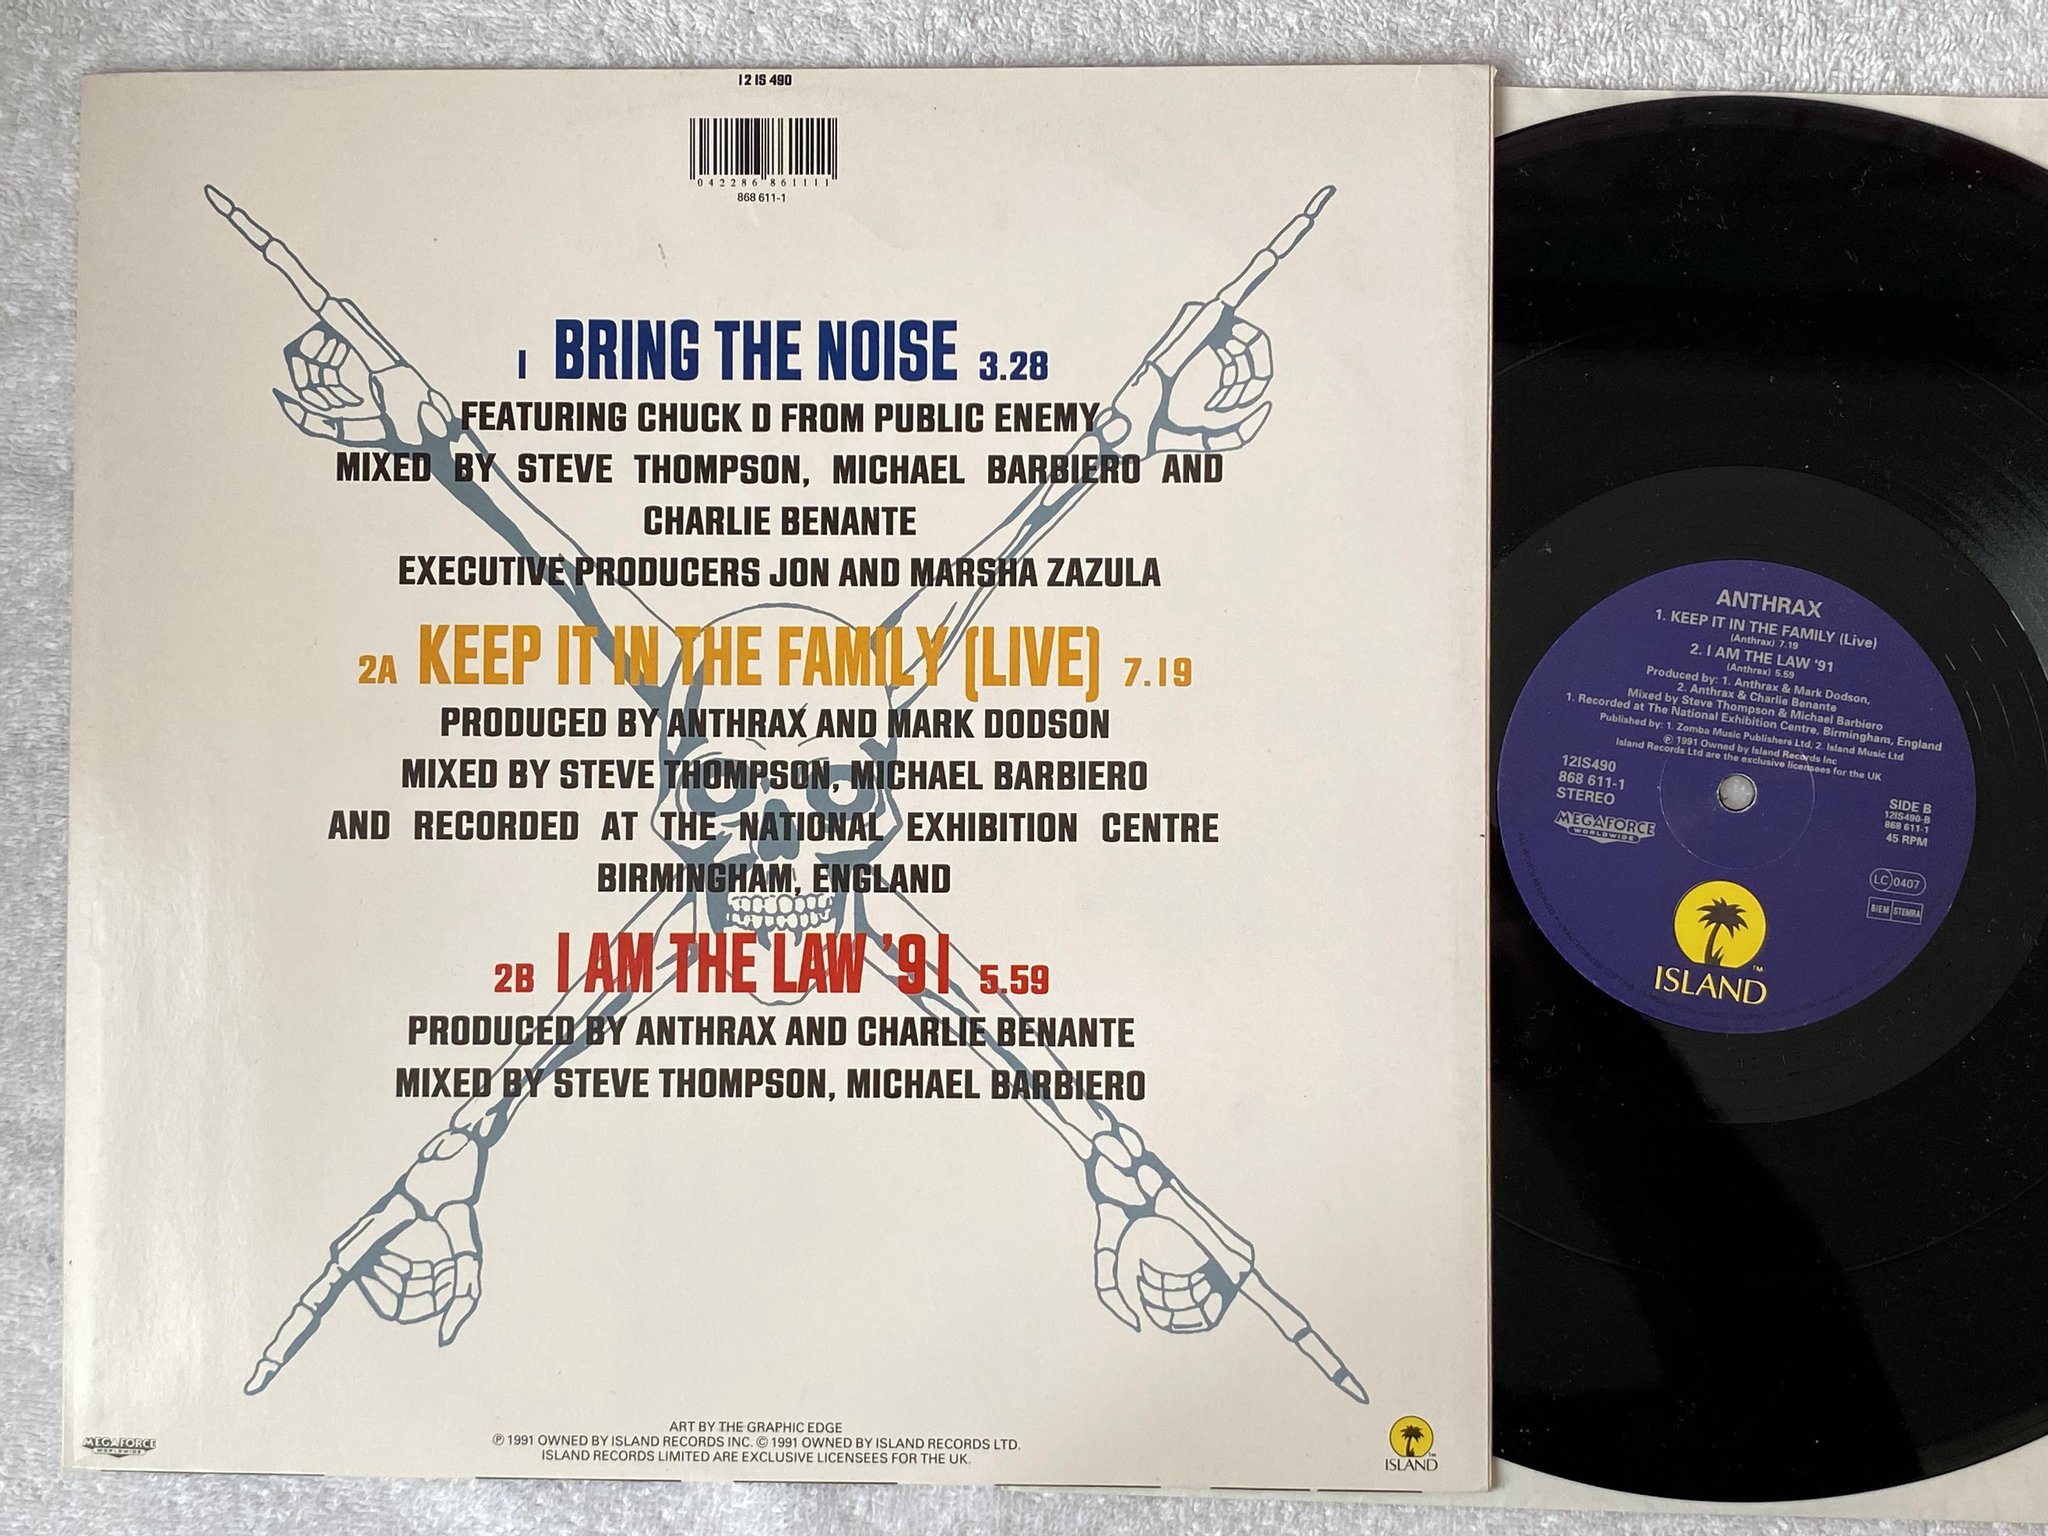 12 IS 490
042286 861111
868 611-1
1 BRING THE NOISE 3.28
FEATURING CHUCK D FROM PUBLIC ENEMY
MIXED BY STEVE THOMPSON, MICHAEL BARBIERO AND
CHARLIE BENANTE
EXECUTIVE PRODUCERS JON AND MARSHA ZAZULA
2A KEEP IT IN THE FAMILY (LIVE) 7.19
PRODUCED BY ANTHRAX AND MARK DODSON
MIXED BY STEVE THOMPSON, MICHAEL BARBIERO
AND RECORDED AT THE NATIONAL EXHIBITION CENTRE
BIRMINGHAM, ENGLAND
2B I AM THE LAW '91 5.59
PRODUCED BY ANTHRAX AND CHARLIE BENANTE
MIXED BY STEVE THOMPSON, MICHAEL BARBIERO
ART BY THE GRAPHIC EDGE
℗ 1991 OWNED BY ISLAND RECORDS INC. © 1991 OWNED BY ISLAND RECORDS LTD.
ISLAND RECORDS LIMITED ARE EXCLUSIVE LICENSEES FOR THE UK.
MEGAFORCE
WORLDWIDE
ISLAND
ANTHRAX
1. KEEP IT IN THE FAMILY (Live)
(Anthrax) 7.19
2. I AM THE LAW '91
(Anthrax) 5.59
Produced by: 1. Anthrax & Mark Dodson,
2. Anthrax & Charlie Benante
Mixed by Steve Thompson & Michael Barbiero
1. Recorded at The National Exhibition Centre, Birmingham, England
Published by: 1. Zomba Music Publishers Ltd, 2. Island Music Ltd
℗ 1991 Owned by Island Records Inc
Island Records Ltd are the exclusive licensees for the UK
12IS490
868 611-1
STEREO
MEGAFORCE
WORLDWIDE
SIDE B
12IS490-B
868 611-1
45 RPM
LC 0407
BIEM STEMRA
ISLAND™